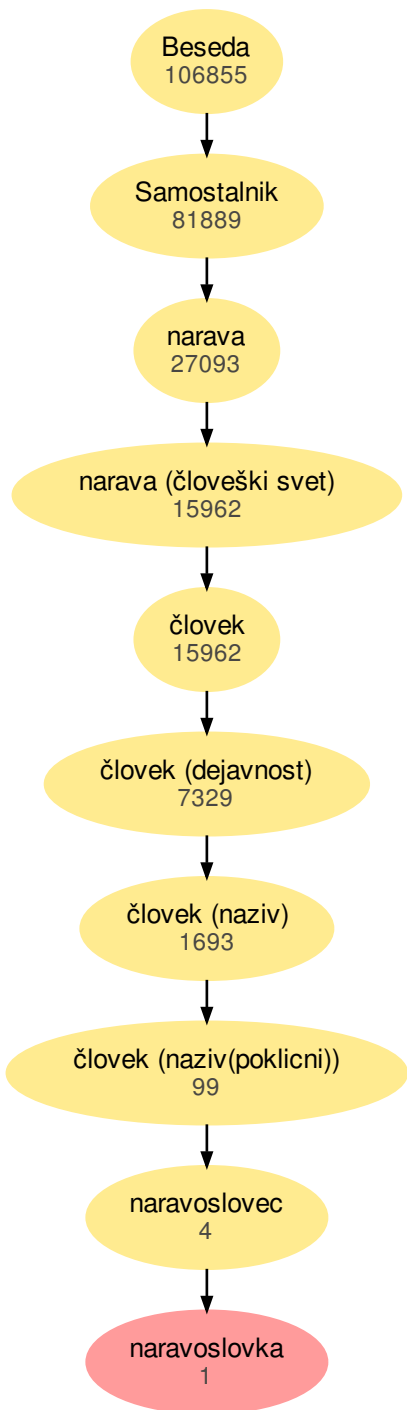 Beseda
106855
Samostalnik
81889
narava
27093
narava (človeški svet)
15962
človek
15962
človek (dejavnost)
7329
človek (naziv)
1693
človek (naziv(poklicni))
99
naravoslovec
4
naravoslovka
1